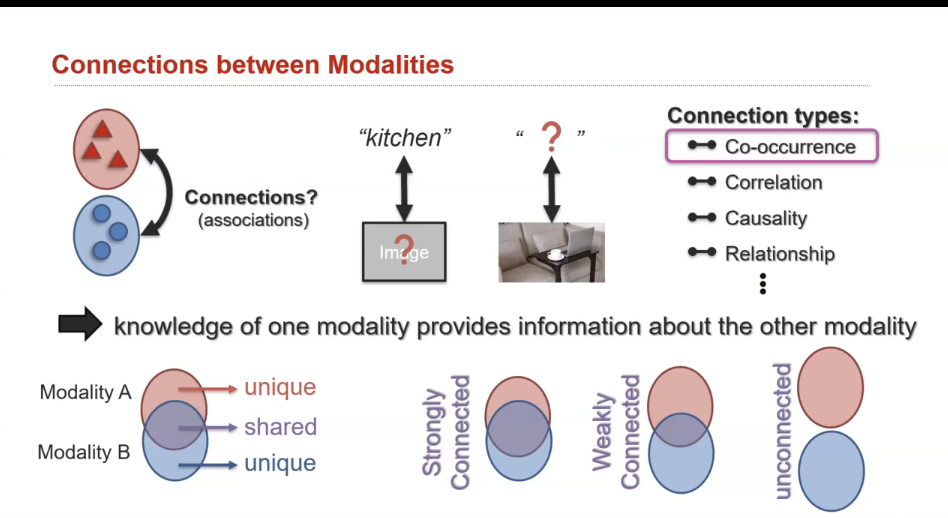 Connections between Modalities
Connections?
(associations)
“kitchen”
Image
?
“ ? ”
Connection types:
Co-occurrence
Correlation
Causality
Relationship
knowledge of one modality provides information about the other modality
Modality A
Modality B
unique
shared
unique
Strongly
Connected
Weakly
Connected
unconnected